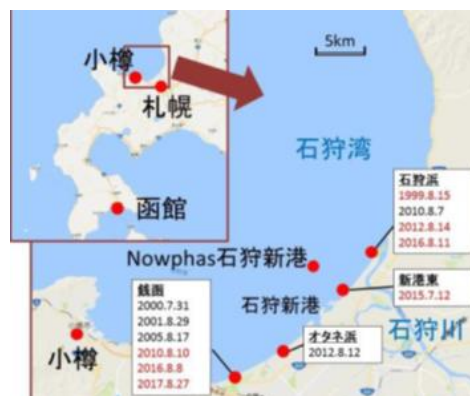 小樽
札幌
函館
5km
石狩湾
石狩浜
1999.8.15
2010.8.7
2012.8.14
2016.8.11
Nowphas石狩新港
新港東
2015.7.12
石狩新港
石狩川
銭函
2000.7.31
2001.8.29
2005.8.17
2010.8.10
2016.8.8
2017.8.27
オタネ浜
2012.8.12
小樽